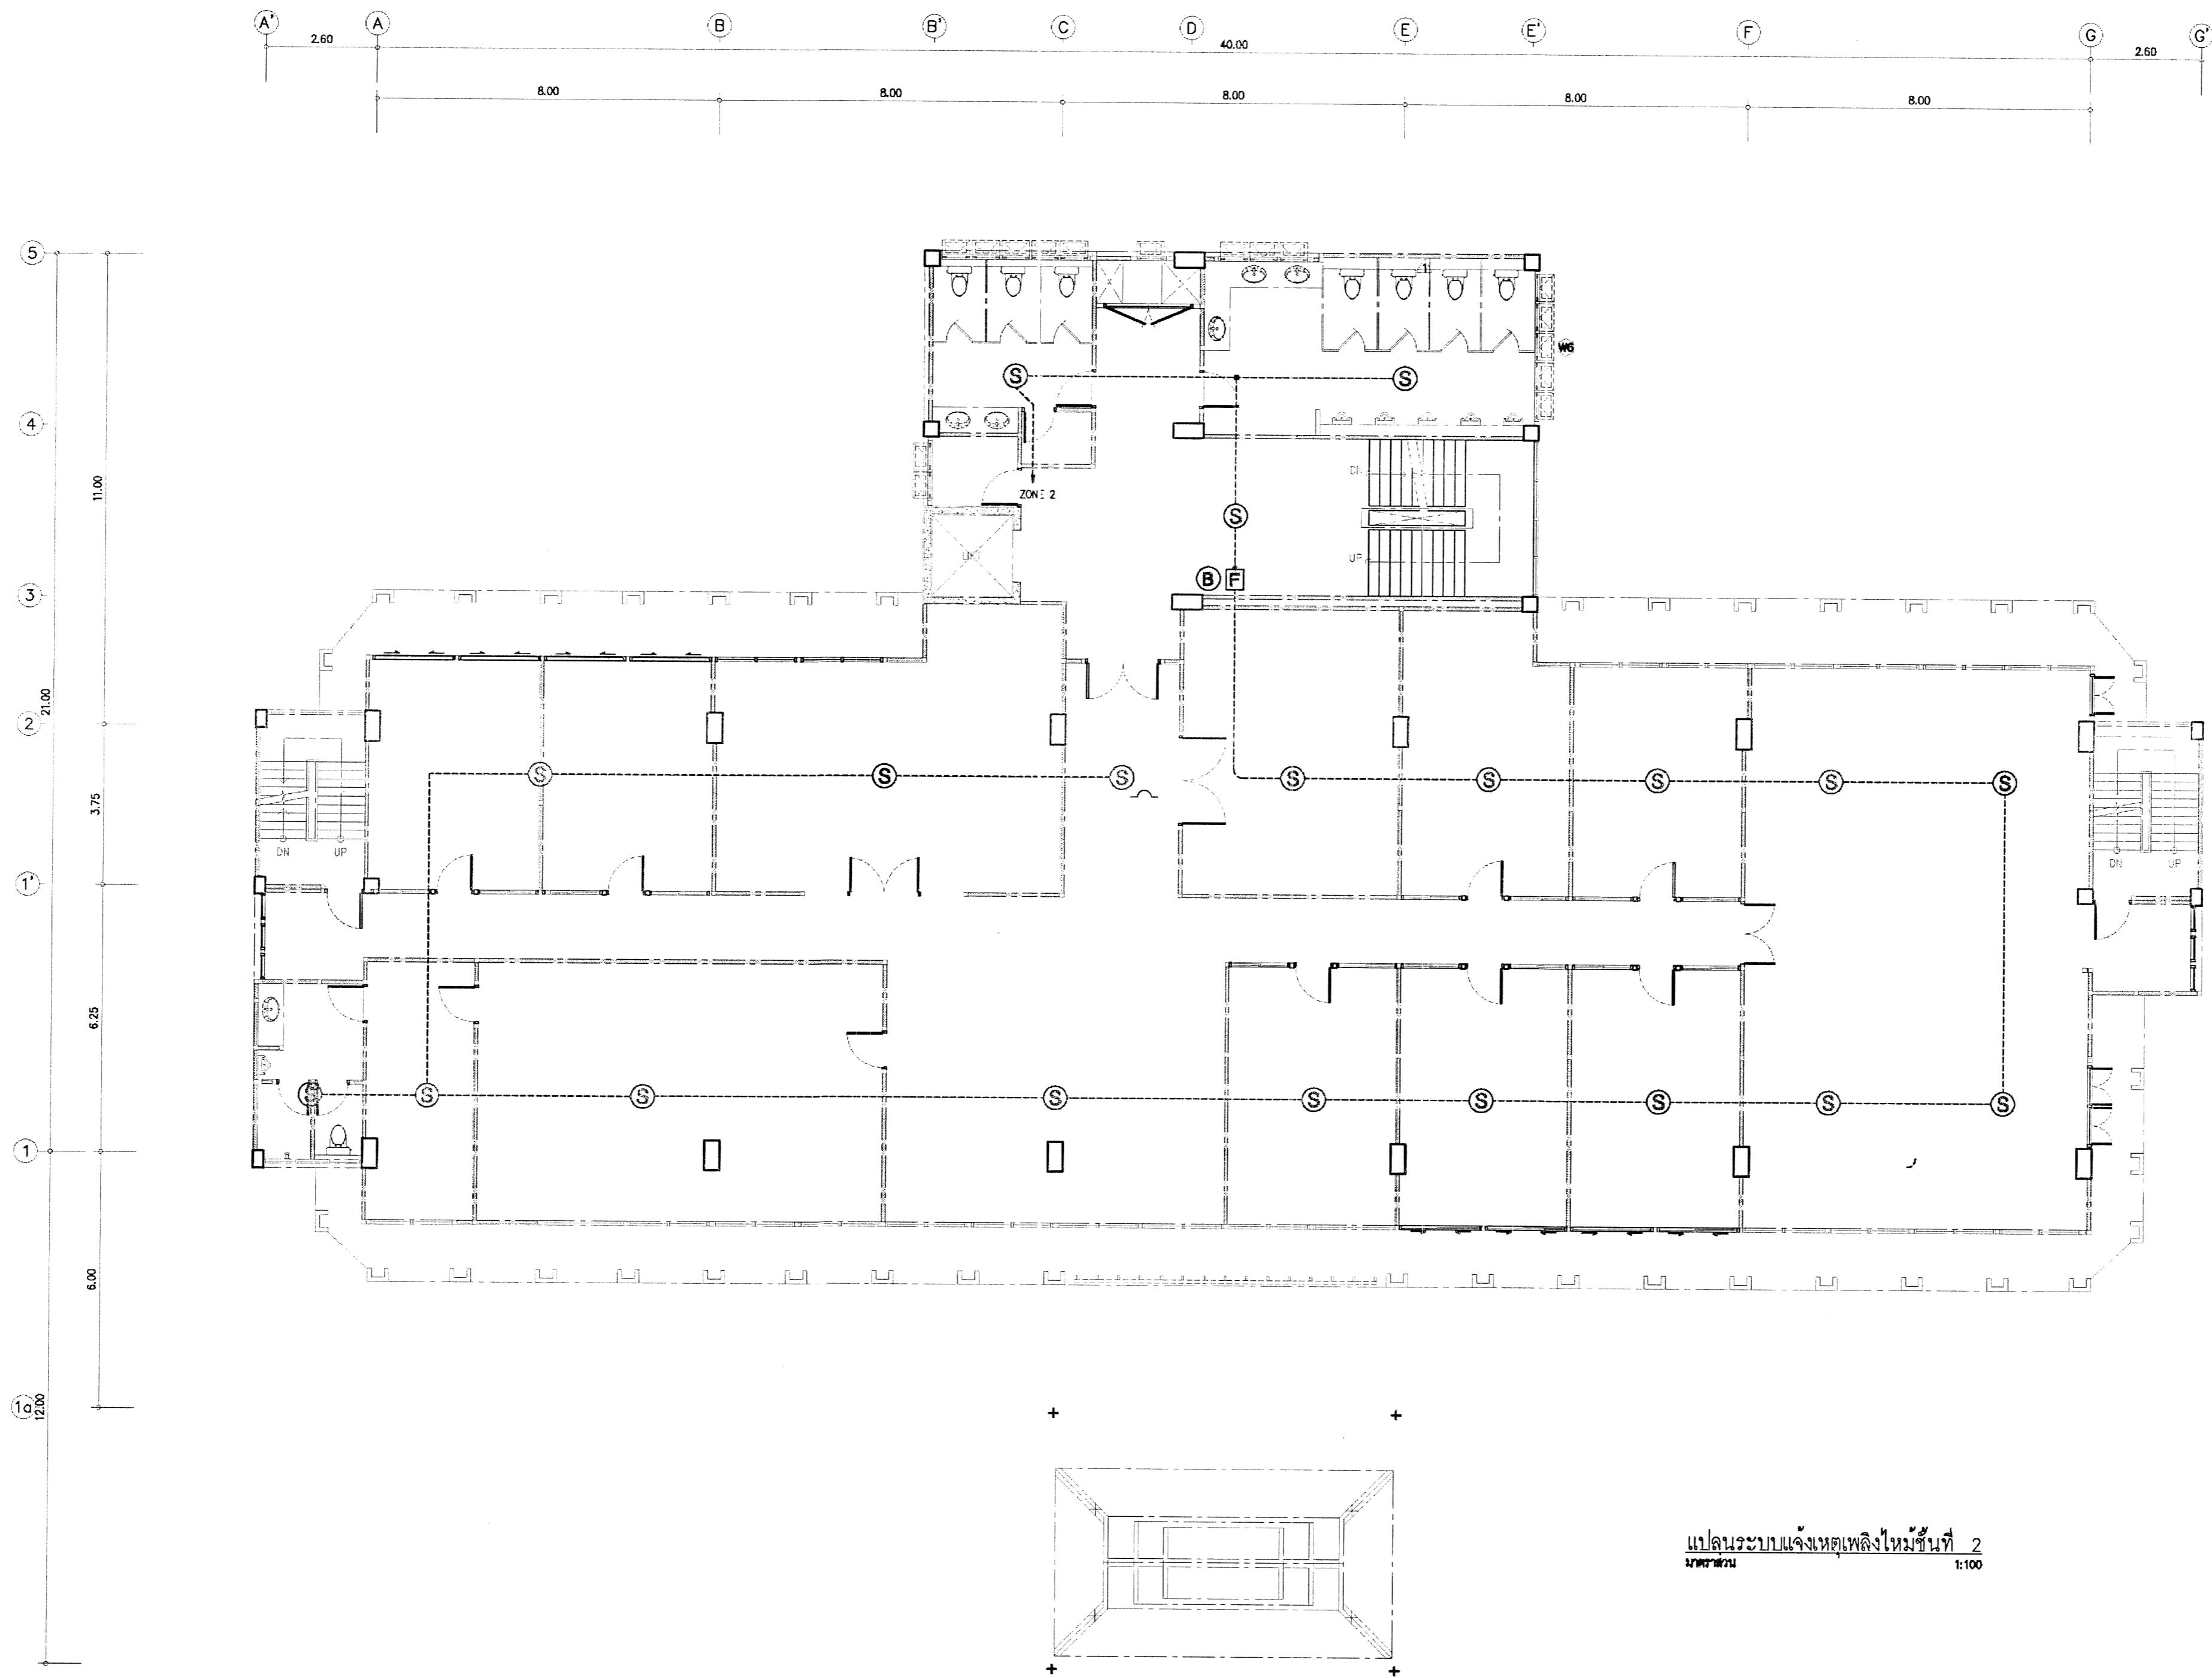 A' A B B' C D E E' F G G'
2.60 40.00 2.60
8.00 8.00 8.00 8.00 8.00
5
W6
S S
4
11.00
DN
ZONE 2
S
LIFT
UP
B F
3
21.00
2
S S S S S S S S
3.75
DN UP
DN UP
1'
6.25
S S S S S S S S S
1
6.00
1a
12.00
แปลนระบบแจ้งเหตุเพลิงไหม้ชั้นที่ 2
มาตราส่วน 1:100